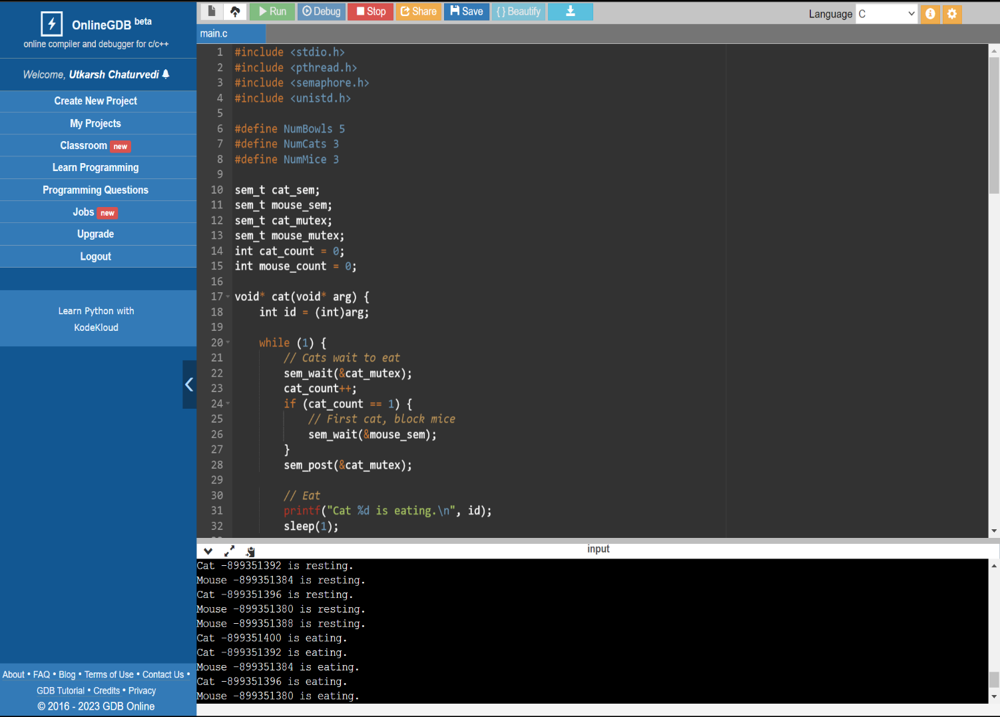 OnlineGDB beta
online compiler and debugger for c/c++
Welcome, Utkarsh Chaturvedi
Create New Project
My Projects
Classroom new
Learn Programming
Programming Questions
Jobs new
Upgrade
Logout
Learn Python with
KodeKloud
About • FAQ • Blog • Terms of Use • Contact Us •
GDB Tutorial • Credits • Privacy
© 2016 - 2023 GDB Online
Run Debug Stop Share Save { } Beautify
Language C
main.c
1 #include <stdio.h>
2 #include <pthread.h>
3 #include <semaphore.h>
4 #include <unistd.h>
5
6 #define NumBowls 5
7 #define NumCats 3
8 #define NumMice 3
9
10 sem_t cat_sem;
11 sem_t mouse_sem;
12 sem_t cat_mutex;
13 sem_t mouse_mutex;
14 int cat_count = 0;
15 int mouse_count = 0;
16
17 void* cat(void* arg) {
18     int id = (int)arg;
19
20     while (1) {
21         // Cats wait to eat
22         sem_wait(&cat_mutex);
23         cat_count++;
24         if (cat_count == 1) {
25             // First cat, block mice
26             sem_wait(&mouse_sem);
27         }
28         sem_post(&cat_mutex);
29
30         // Eat
31         printf("Cat %d is eating.\n", id);
32         sleep(1);
input
Cat -899351392 is resting.
Mouse -899351384 is resting.
Cat -899351396 is resting.
Mouse -899351380 is resting.
Mouse -899351388 is resting.
Cat -899351400 is eating.
Cat -899351392 is eating.
Mouse -899351384 is eating.
Cat -899351396 is eating.
Mouse -899351380 is eating.